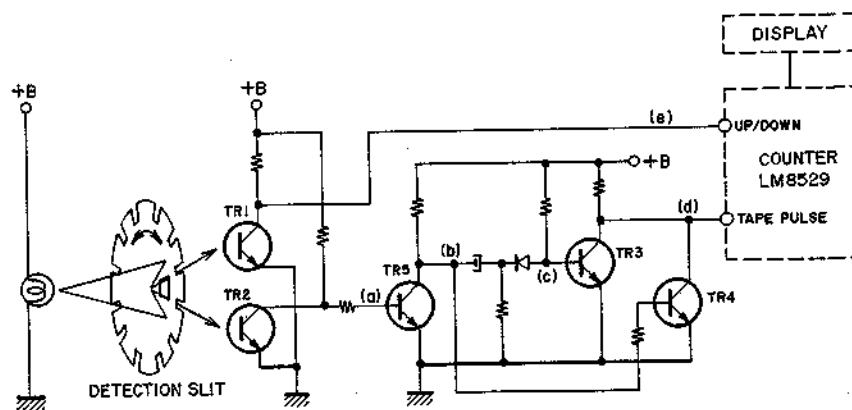 DISPLAY
+B
+B
(e)
UP/DOWN
COUNTER
LM8529
+B
TR1
(d)
TAPE PULSE
(b)
TR3
(c)
TR5
TR2
(a)
TR4
DETECTION SLIT